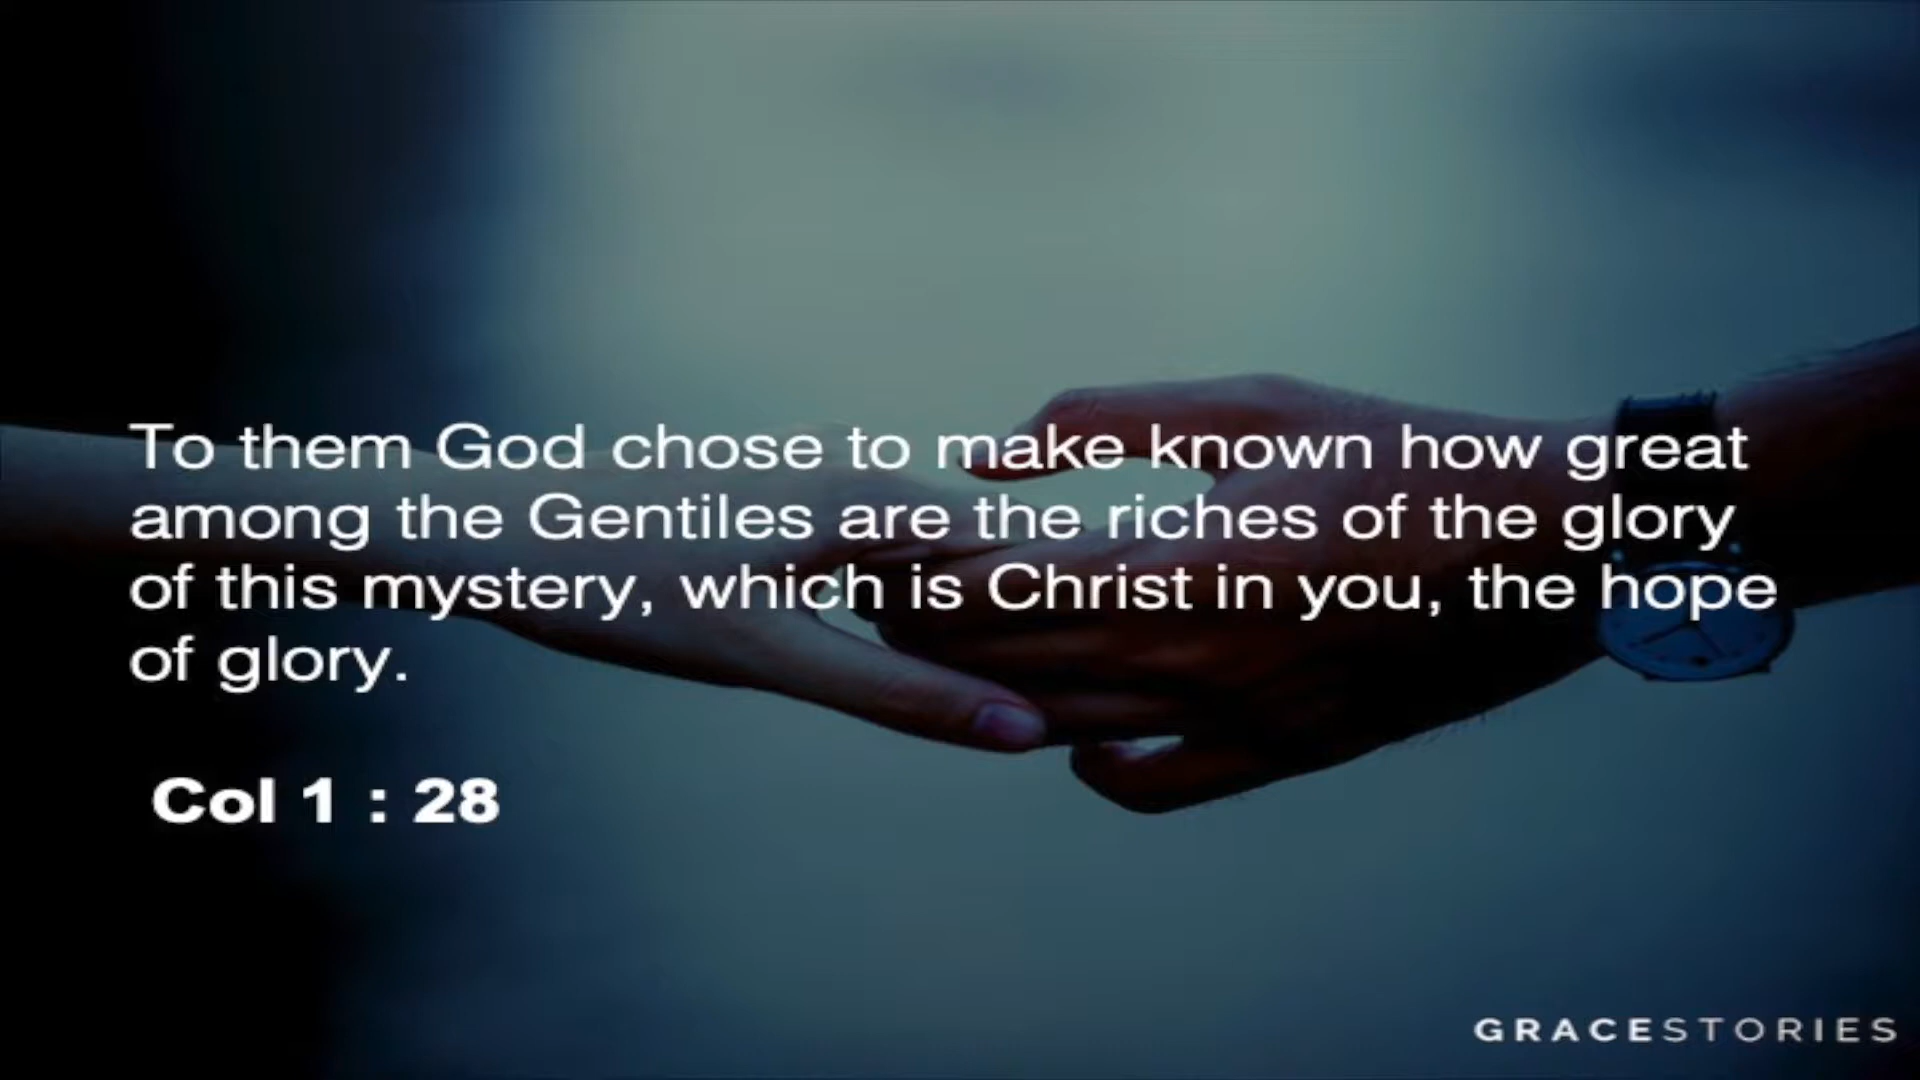 To them God chose to make known how great
among the Gentiles are the riches of the glory
of this mystery, which is Christ in you, the hope
of glory.
Col 1 : 28
GRACESTORIES